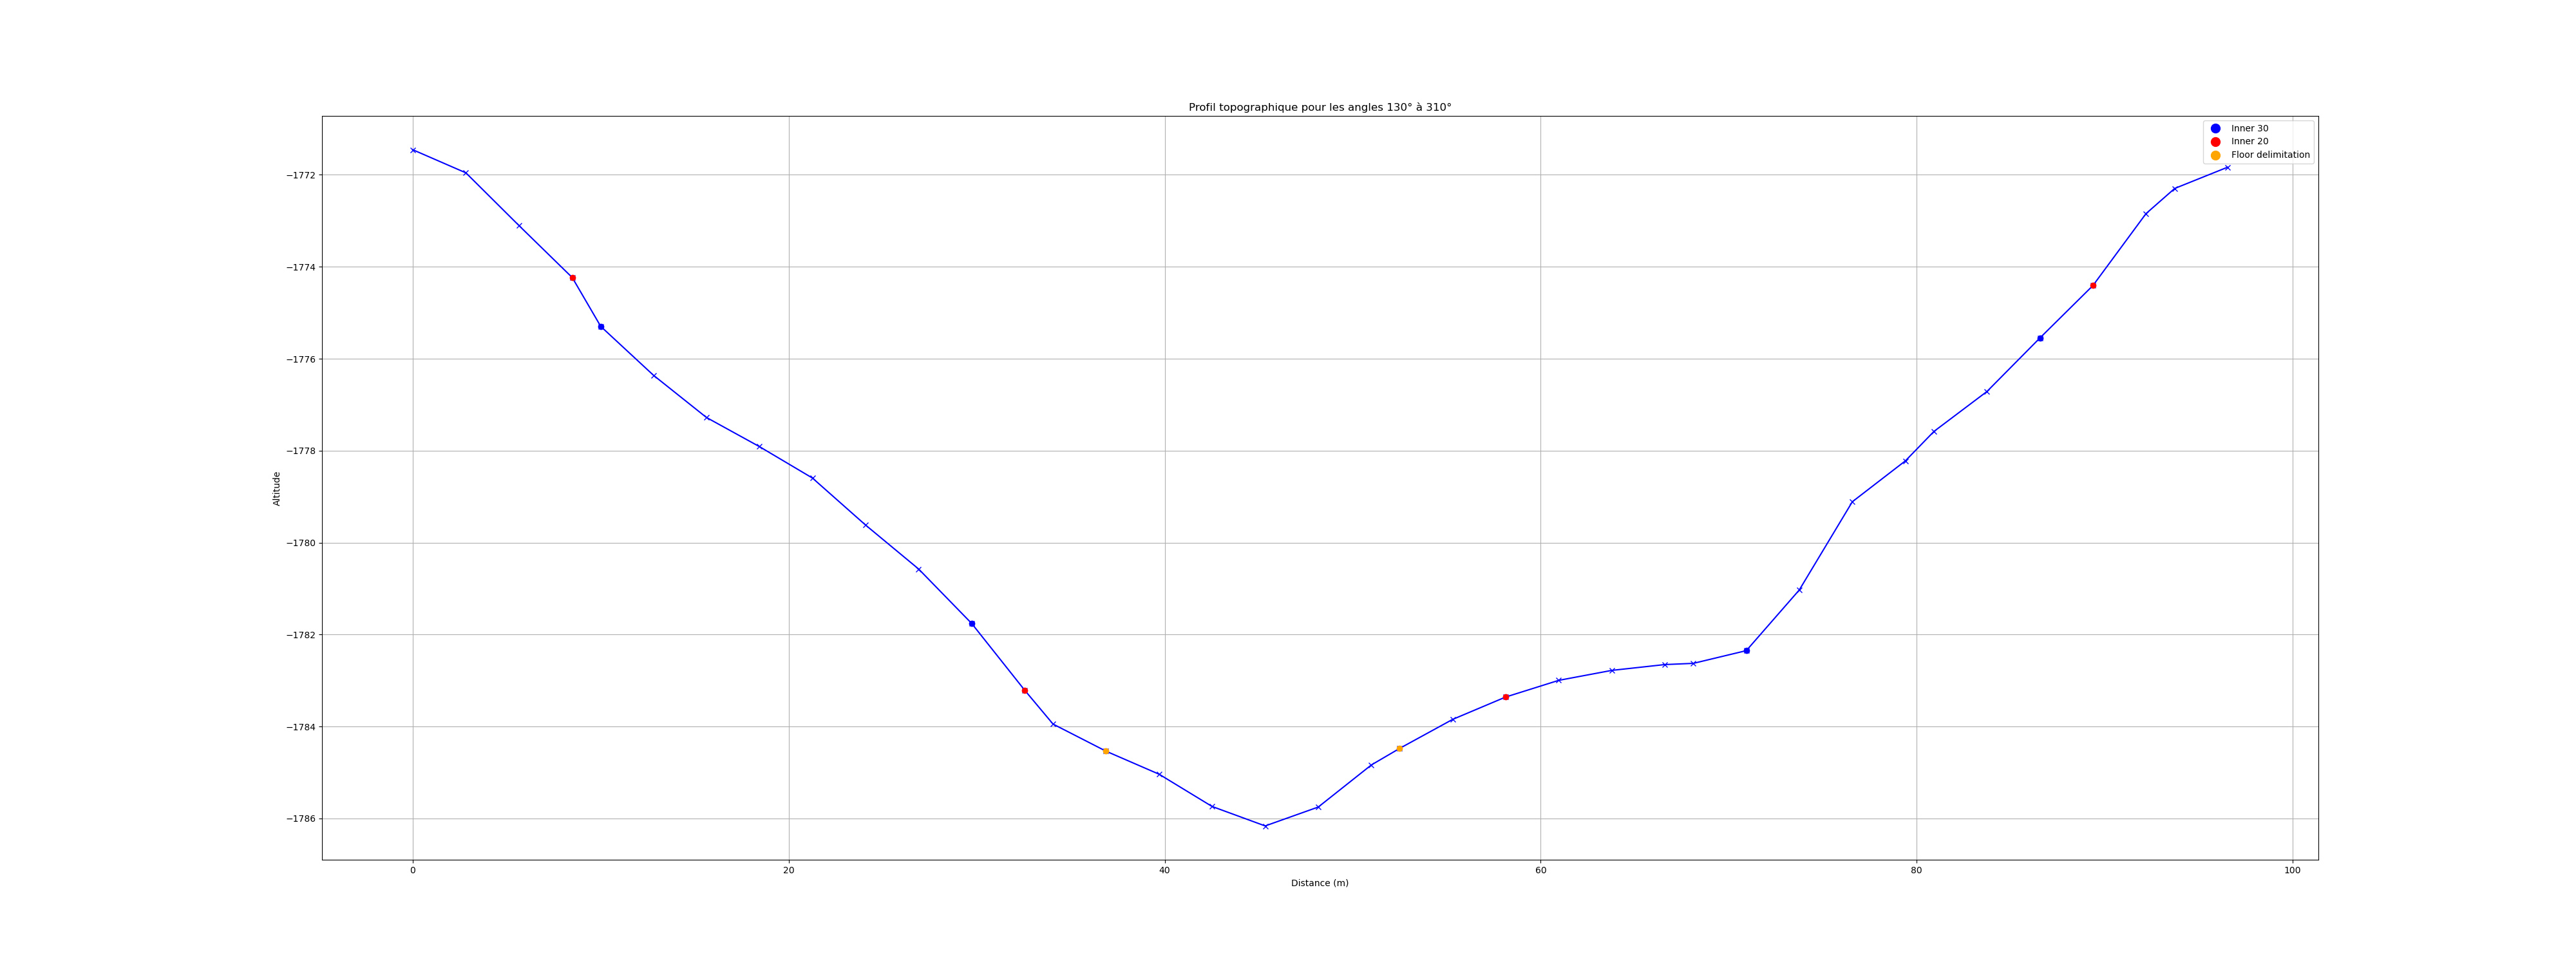 Profil topographique pour les angles 130° à 310°
Inner 30
Inner 20
Floor delimitation
Altitude
−1772
−1774
−1776
−1778
−1780
−1782
−1784
−1786
0
20
40
60
80
100
Distance (m)